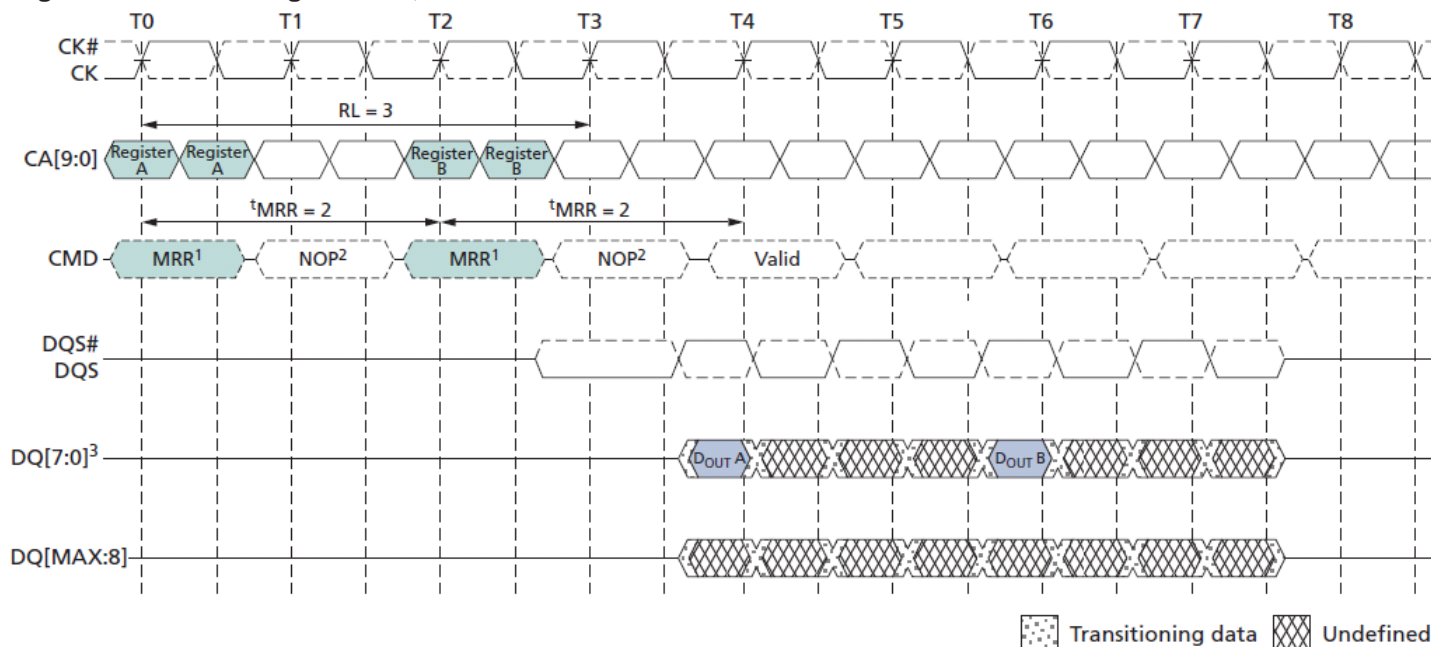 T0 T1 T2 T3 T4 T5 T6 T7 T8
CK#
CK
RL = 3
CA[9:0] Register A Register A Register B Register B
tMRR = 2 tMRR = 2
CMD MRR1 NOP2 MRR1 NOP2 Valid
DQS#
DQS
DQ[7:0]3 DOUT A DOUT B
DQ[MAX:8]
Transitioning data Undefined